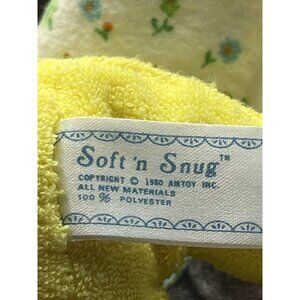 Soft 'n Snug™
COPYRIGHT © 1980 AMTOY INC.
ALL NEW MATERIALS
100 % POLYESTER